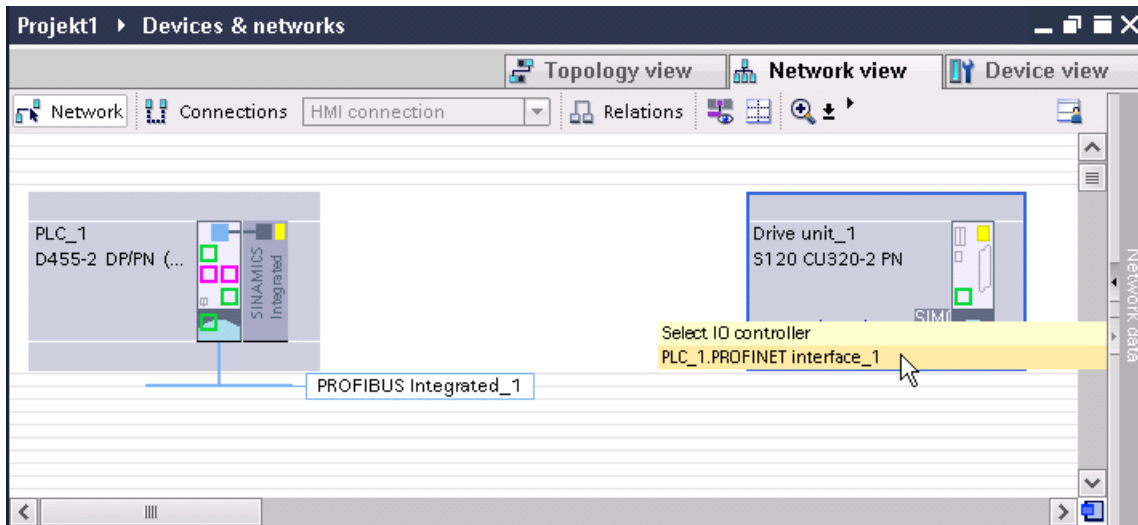 Projekt1 ▸ Devices & networks
Topology view
Network view
Device view
Network
Connections
HMI connection
Relations
PLC_1
D455-2 DP/PN (...
SINAMICS
Integrated
PROFIBUS Integrated_1
Drive unit_1
S120 CU320-2 PN
Select IO controller
PLC_1.PROFINET interface_1
Network data